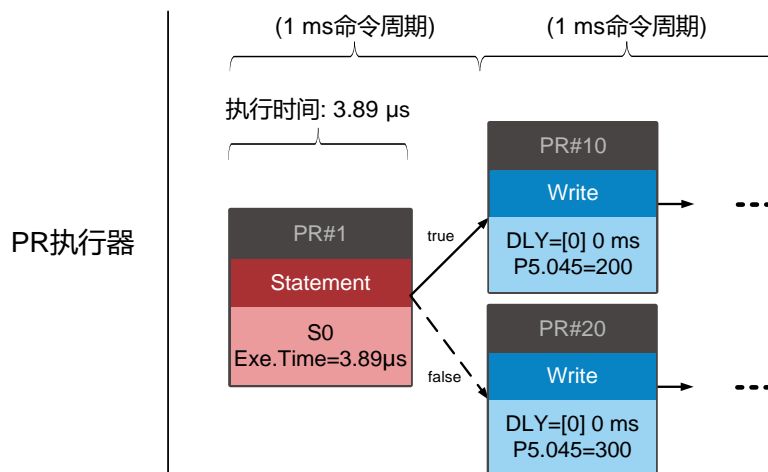 (1 ms命令周期)
(1 ms命令周期)
执行时间: 3.89 µs
PR执行器
PR#1
Statement
S0
Exe.Time=3.89µs
true
false
PR#10
Write
DLY=[0] 0 ms
P5.045=200
PR#20
Write
DLY=[0] 0 ms
P5.045=300